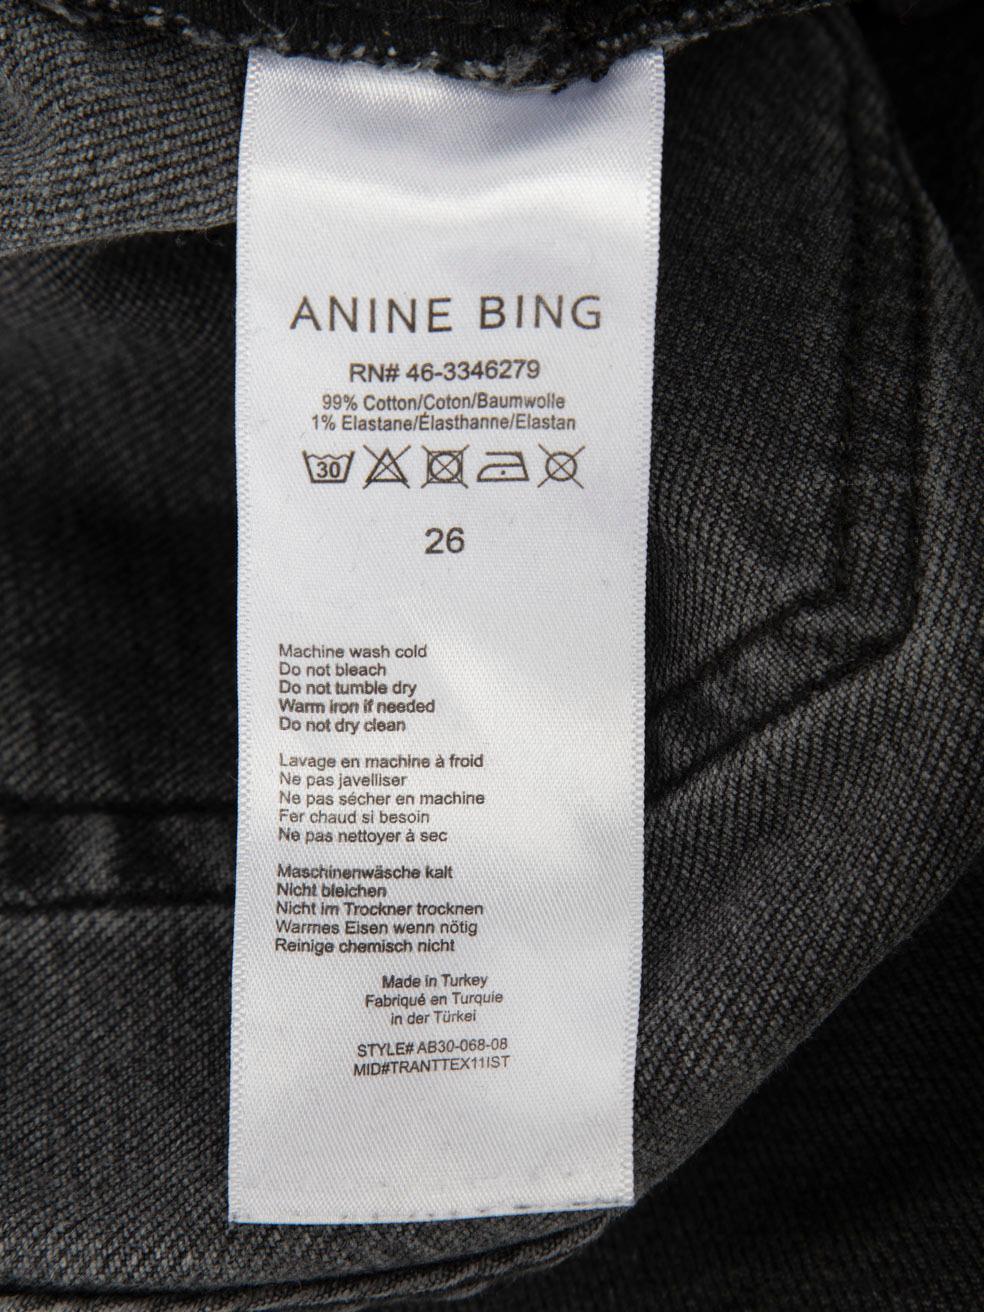 ANINE BING
RN# 46-3346279
99% Cotton/Coton/Baumwolle
1% Elastane/Élasthanne/Elastan
30
26
Machine wash cold
Do not bleach
Do not tumble dry
Warm iron if needed
Do not dry clean
Lavage en machine à froid
Ne pas javelliser
Ne pas sécher en machine
Fer chaud si besoin
Ne pas nettoyer à sec
Maschinenwäsche kalt
Nicht bleichen
Nicht im Trockner trocknen
Warmes Eisen wenn nötig
Reinige chemisch nicht
Made in Turkey
Fabriqué en Turquie
in der Türkei
STYLE# AB30-068-08
MID#TRANTTEX11IST